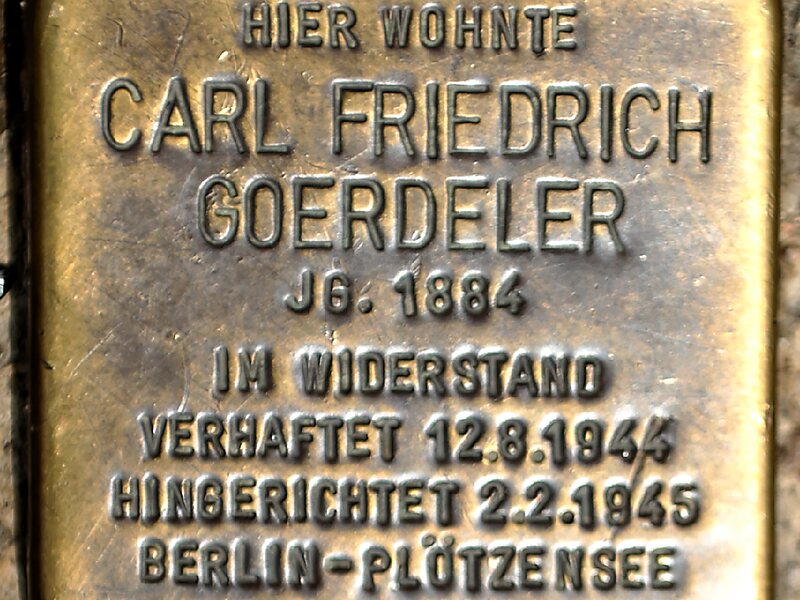 HIER WOHNTE
CARL FRIEDRICH
GOERDELER
JG. 1884
IM WIDERSTAND
VERHAFTET 12.8.1944
HINGERICHTET 2.2.1945
BERLIN-PLÖTZENSEE